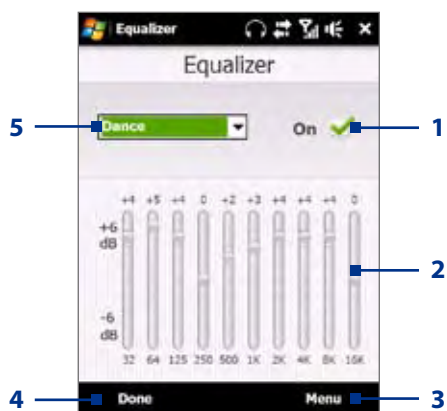 Equalizer
Equalizer
5
Dance
On
1
+4 +5 +4 0 +2 +3 +4 +4 +4 0
+6
dB
2
-6
dB
32 64 125 250 500 1K 2K 4K 8K 16K
4
Done
Menu
3